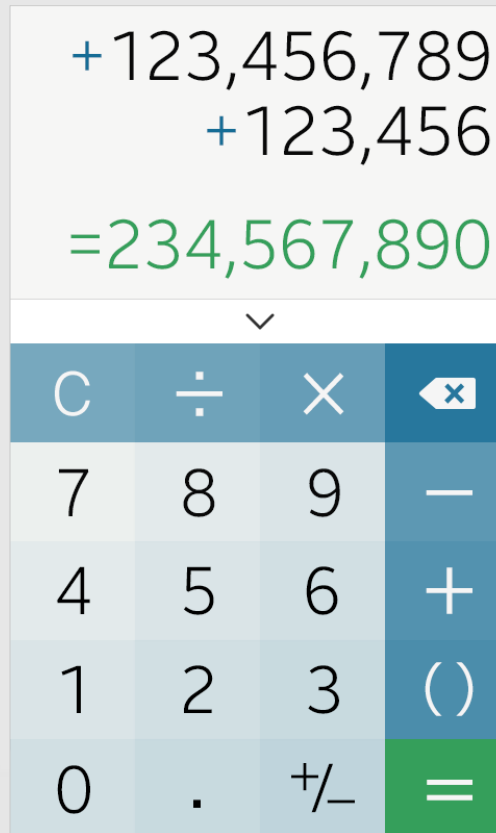 +123,456,789
+123,456
=234,567,890
C ÷ ×
7 8 9 −
4 5 6 +
1 2 3 ()
0 . +/− =